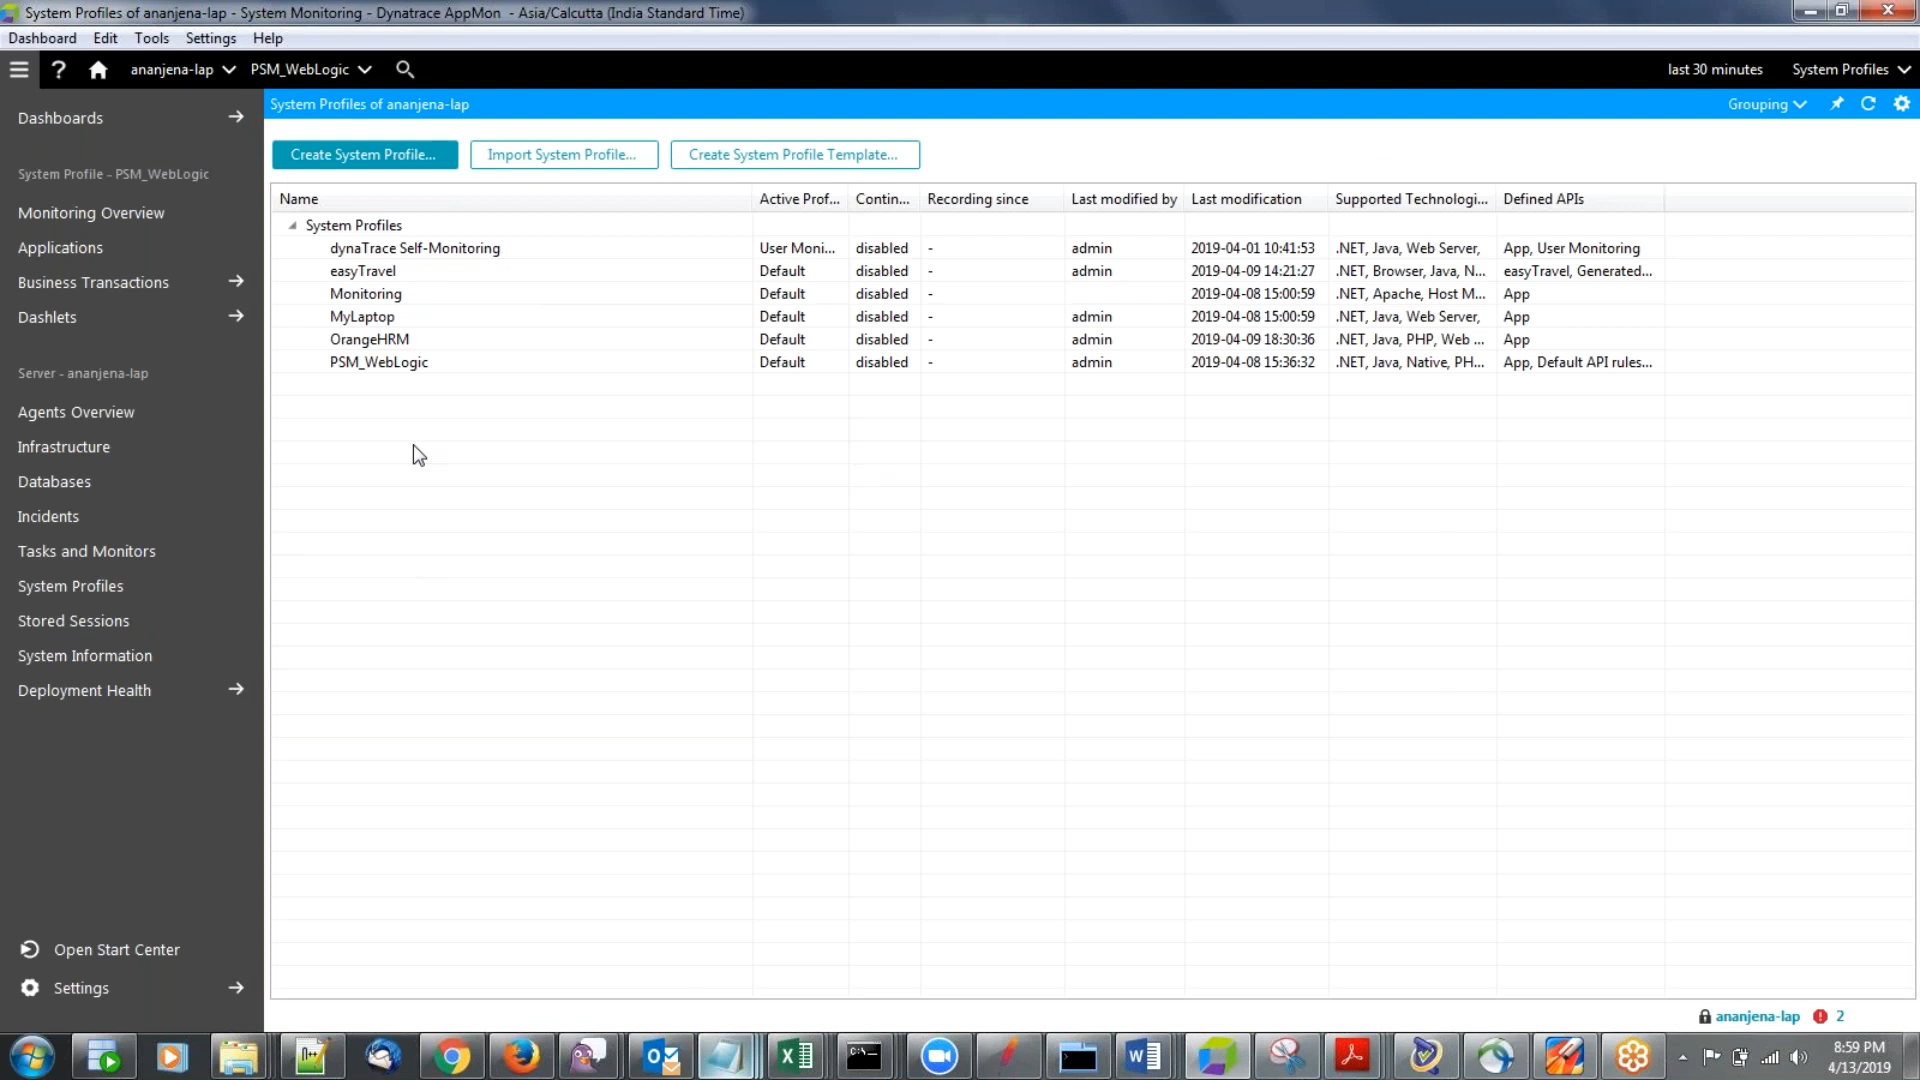 System Profiles of ananjena-lap - System Monitoring - Dynatrace AppMon - Asia/Calcutta (India Standard Time)
Dashboard Edit Tools Settings Help
ananjena-lap PSM_WebLogic last 30 minutes System Profiles
Dashboards
System Profile - PSM_WebLogic
Monitoring Overview
Applications
Business Transactions
Dashlets
Server - ananjena-lap
Agents Overview
Infrastructure
Databases
Incidents
Tasks and Monitors
System Profiles
Stored Sessions
System Information
Deployment Health
Open Start Center
Settings
System Profiles of ananjena-lap Grouping
Create System Profile... Import System Profile... Create System Profile Template...
Name Active Prof... Contin... Recording since Last modified by Last modification Supported Technologi... Defined APIs
System Profiles
dynaTrace Self-Monitoring User Moni... disabled - admin 2019-04-01 10:41:53 .NET, Java, Web Server, App, User Monitoring
easyTravel Default disabled - admin 2019-04-09 14:21:27 .NET, Browser, Java, N... easyTravel, Generated...
Monitoring Default disabled - 2019-04-08 15:00:59 .NET, Apache, Host M... App
MyLaptop Default disabled - admin 2019-04-08 15:00:59 .NET, Java, Web Server, App
OrangeHRM Default disabled - admin 2019-04-09 18:30:36 .NET, Java, PHP, Web ... App
PSM_WebLogic Default disabled - admin 2019-04-08 15:36:32 .NET, Java, Native, PH... App, Default API rules...
ananjena-lap 2
8:59 PM
4/13/2019